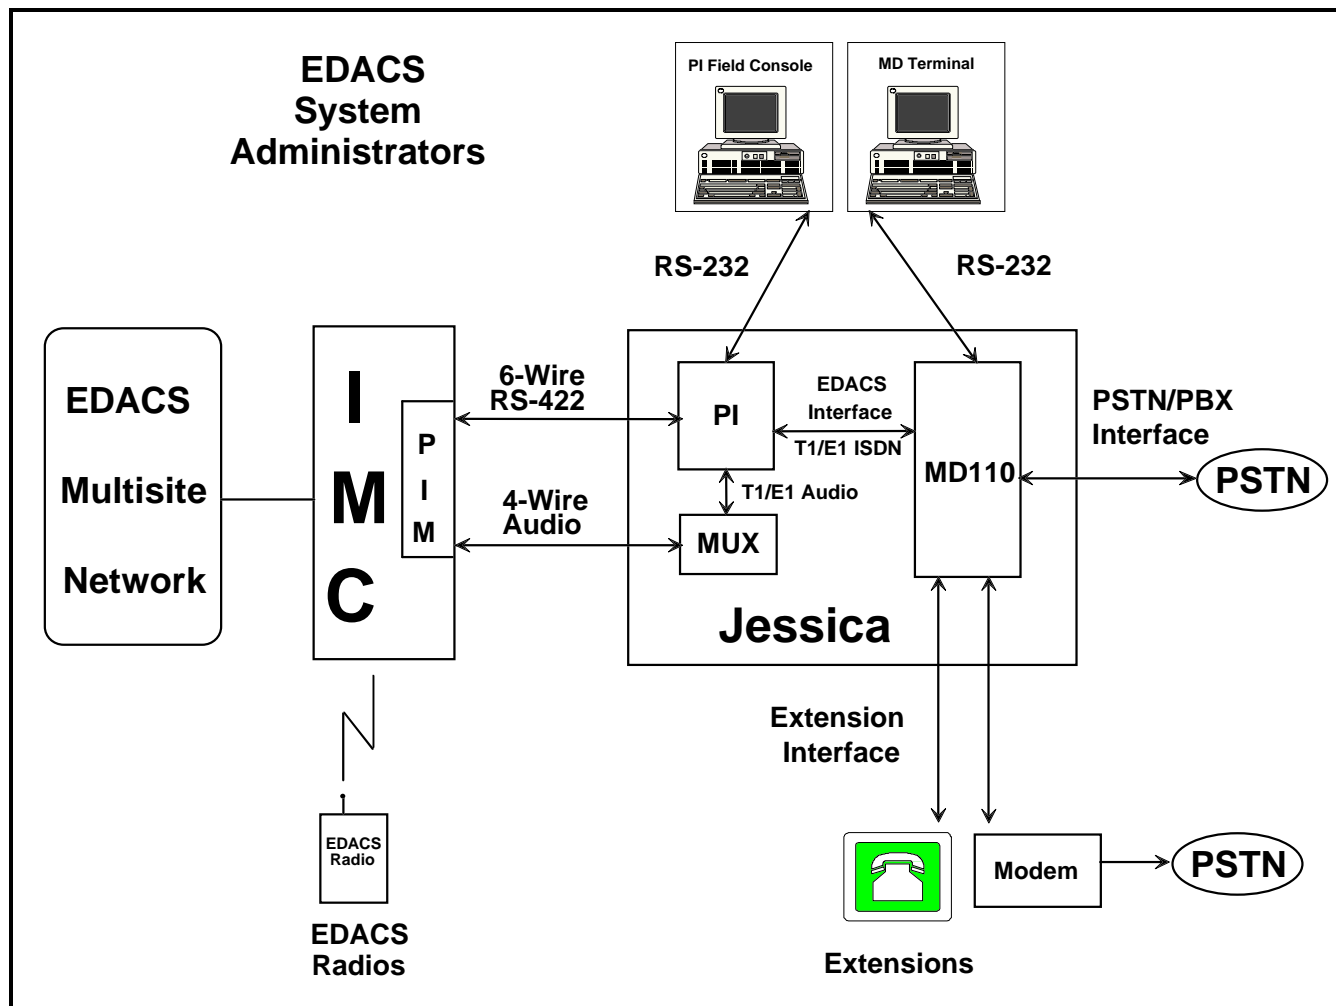 EDACS
System
Administrators
PI Field Console
MD Terminal
RS-232
RS-232
EDACS
Multisite
Network
I
M
C
P
I
M
6-Wire
RS-422
4-Wire
Audio
PI
EDACS
Interface
T1/E1 ISDN
T1/E1 Audio
MUX
MD110
Jessica
PSTN/PBX
Interface
PSTN
Extension
Interface
EDACS
Radio
EDACS
Radios
Extensions
Modem
PSTN